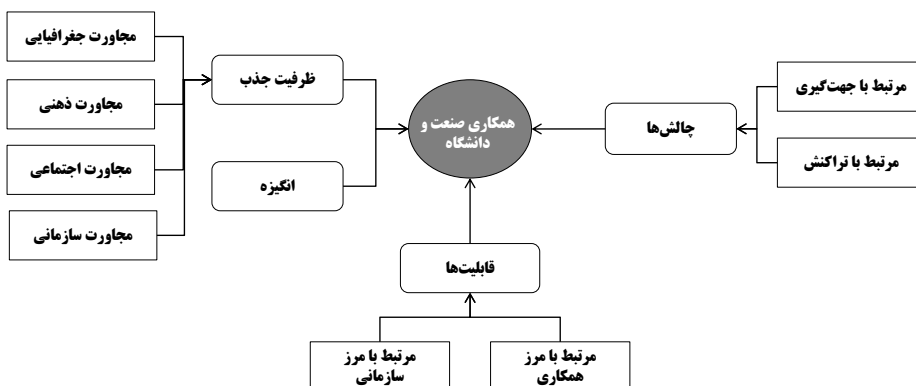 مجاورت جغرافیایی
مجاورت ذهنی
مجاورت اجتماعی
مجاورت سازمانی
ظرفیت جذب
انگیزه
همکاری صنعت و
دانشگاه
چالش‌ها
مرتبط با جهت‌گیری
مرتبط با تراکنش
قابلیت‌ها
مرتبط با مرز
سازمانی
مرتبط با مرز
همکاری